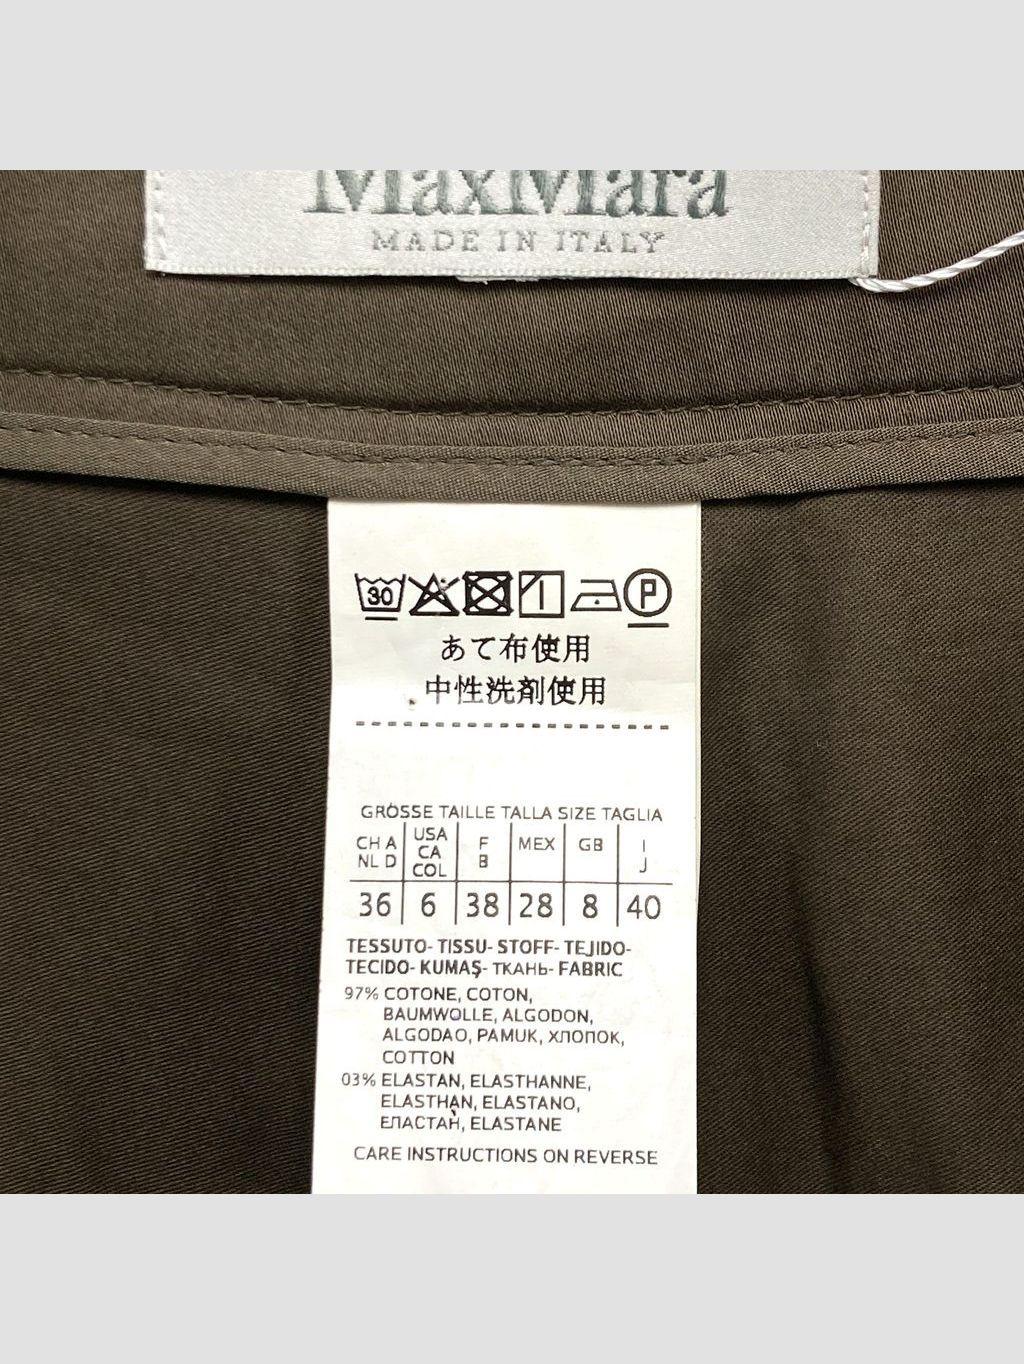 MaxMara
MADE IN ITALY
30 P
あて布使用
中性洗剤使用
GRÖSSE TAILLE TALLA SIZE TAGLIA
CH A NL D USA CA COL F B MEX GB I J
36 6 38 28 8 40
TESSUTO- TISSU- STOFF- TEJIDO-
TECIDO- KUMAŞ- ТКАНЬ- FABRIC
97% COTONE, COTON,
BAUMWOLLE, ALGODON,
ALGODAO, PAMUK, ХЛОПОК,
COTTON
03% ELASTAN, ELASTHANNE,
ELASTHAN, ELASTANO,
ЕЛАСТАН, ELASTANE
CARE INSTRUCTIONS ON REVERSE